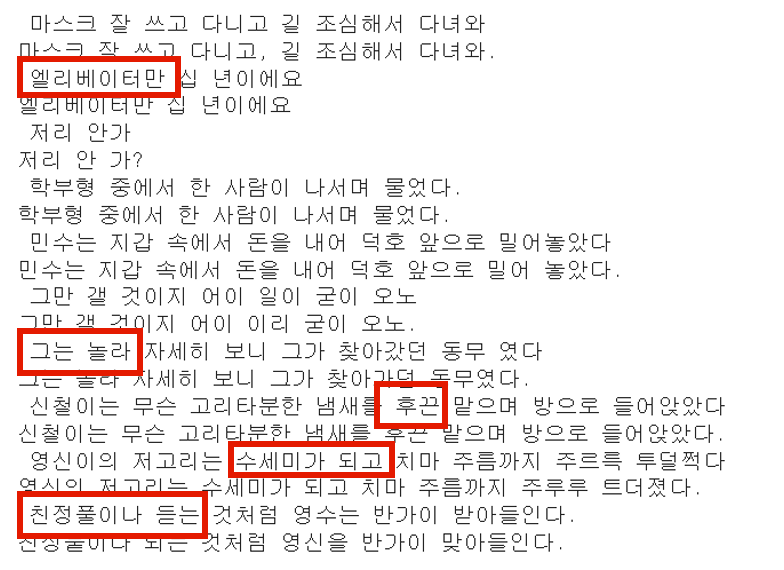 마스크 잘 쓰고 다니고 길 조심해서 다녀와
마스크 잘 쓰고 다니고, 길 조심해서 다녀와.
엘리베이터만 십 년이에요
엘리베이터만 십 년이에요
저리 안가
저리 안 가?
학부형 중에서 한 사람이 나서며 물었다.
학부형 중에서 한 사람이 나서며 물었다.
민수는 지갑 속에서 돈을 내어 덕호 앞으로 밀어놓았다
민수는 지갑 속에서 돈을 내어 덕호 앞으로 밀어 놓았다.
그만 갤 것이지 어이 일이 굳이 오노
그만 갤 것이지 어이 이리 굳이 오노.
그는 놀라 자세히 보니 그가 찾아갔던 동무 였다
그는 놀라 자세히 보니 그가 찾아가던 동무였다.
신철이는 무슨 고리타분한 냄새를 후끈 맡으며 방으로 들어앉았다
신철이는 무슨 고리타분한 냄새를 후끈 맡으며 방으로 들어앉았다.
영신이의 저고리는 수세미가 되고 치마 주름까지 주르륵 투덜쩍다
영신의 저고리는 수세미가 되고 치마 주름까지 주루루 트더졌다.
친정풀이나 듣는 것처럼 영수는 반가이 받아들인다.
친정붙이나 되는 것처럼 영신을 반가이 맞아들인다.